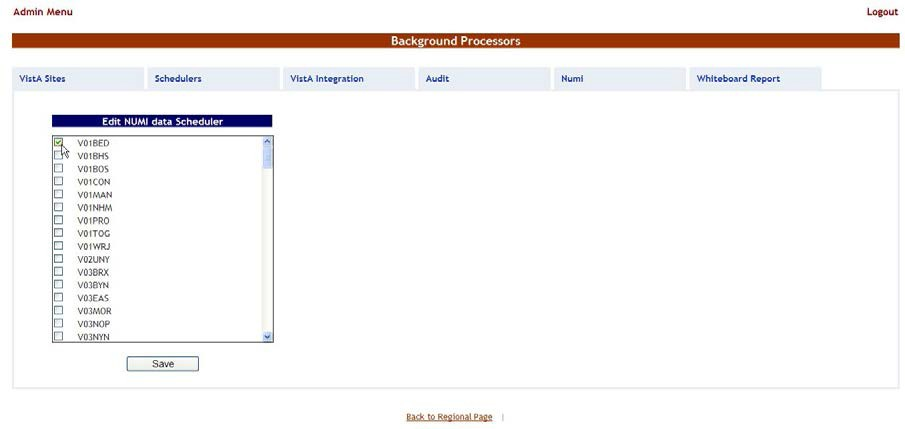 Admin Menu Logout
Background Processors
VistA Sites Schedulers VistA Integration Audit Numi Whiteboard Report
Edit NUMI data Scheduler
V01BED
V01BHS
V01BOS
V01CON
V01MAN
V01NHM
V01PRO
V01TOG
V01WRJ
V02UNY
V03BRX
V03BYN
V03EAS
V03MOR
V03NOP
V03NYN
Save
Back to Regional Page |